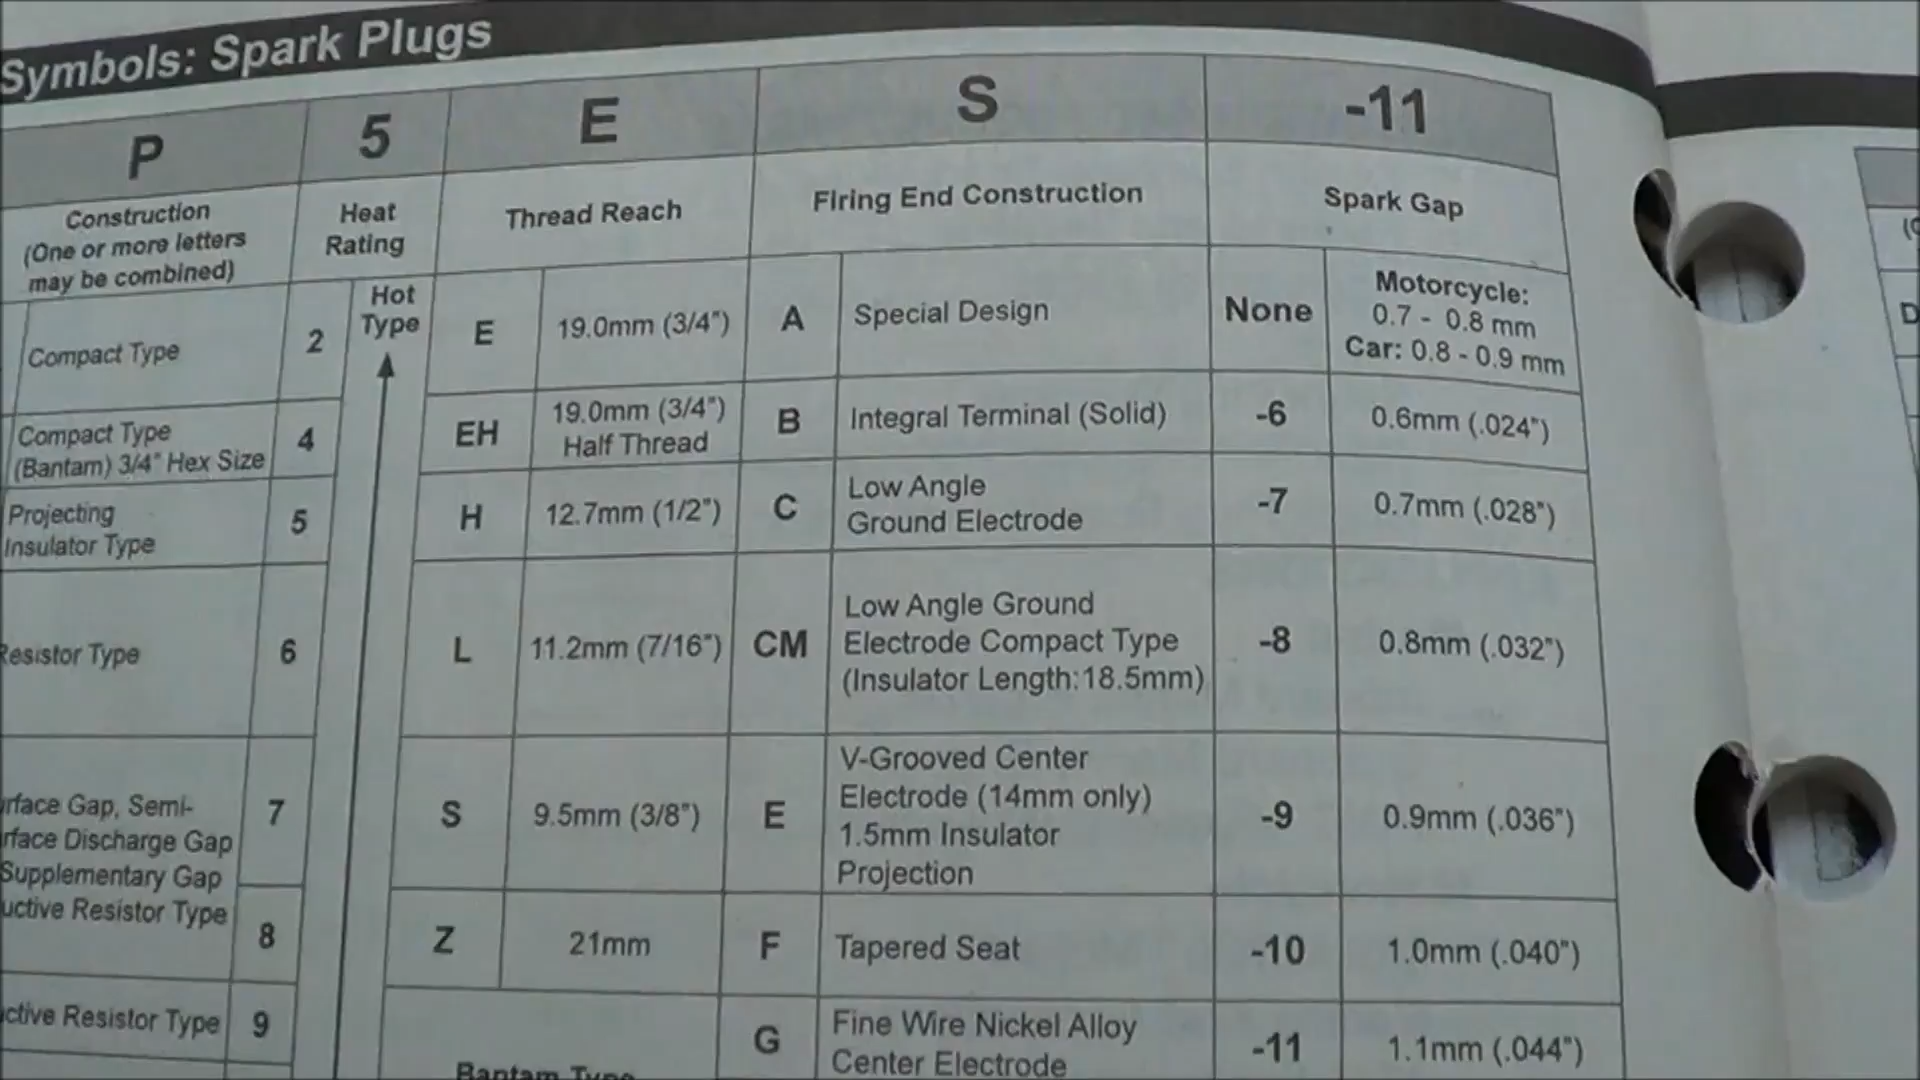 Symbols: Spark Plugs
P
5
E
S
-11
Construction
(One or more letters
may be combined)
Heat
Rating
Thread Reach
Firing End Construction
Spark Gap
Compact Type
2
Hot
Type
E
19.0mm (3/4")
A
Special Design
None
Motorcycle:
0.7 - 0.8 mm
Car: 0.8 - 0.9 mm
Compact Type
(Bantam) 3/4" Hex Size
4
EH
19.0mm (3/4")
Half Thread
B
Integral Terminal (Solid)
-6
0.6mm (.024")
Projecting
Insulator Type
5
H
12.7mm (1/2")
C
Low Angle
Ground Electrode
-7
0.7mm (.028")
Resistor Type
6
L
11.2mm (7/16")
CM
Low Angle Ground
Electrode Compact Type
(Insulator Length:18.5mm)
-8
0.8mm (.032")
rface Gap, Semi-
rface Discharge Gap
Supplementary Gap
7
S
9.5mm (3/8")
E
V-Grooved Center
Electrode (14mm only)
1.5mm Insulator
Projection
-9
0.9mm (.036")
uctive Resistor Type
8
Z
21mm
F
Tapered Seat
-10
1.0mm (.040")
ctive Resistor Type
9
Bantam Type
G
Fine Wire Nickel Alloy
Center Electrode
-11
1.1mm (.044")
D